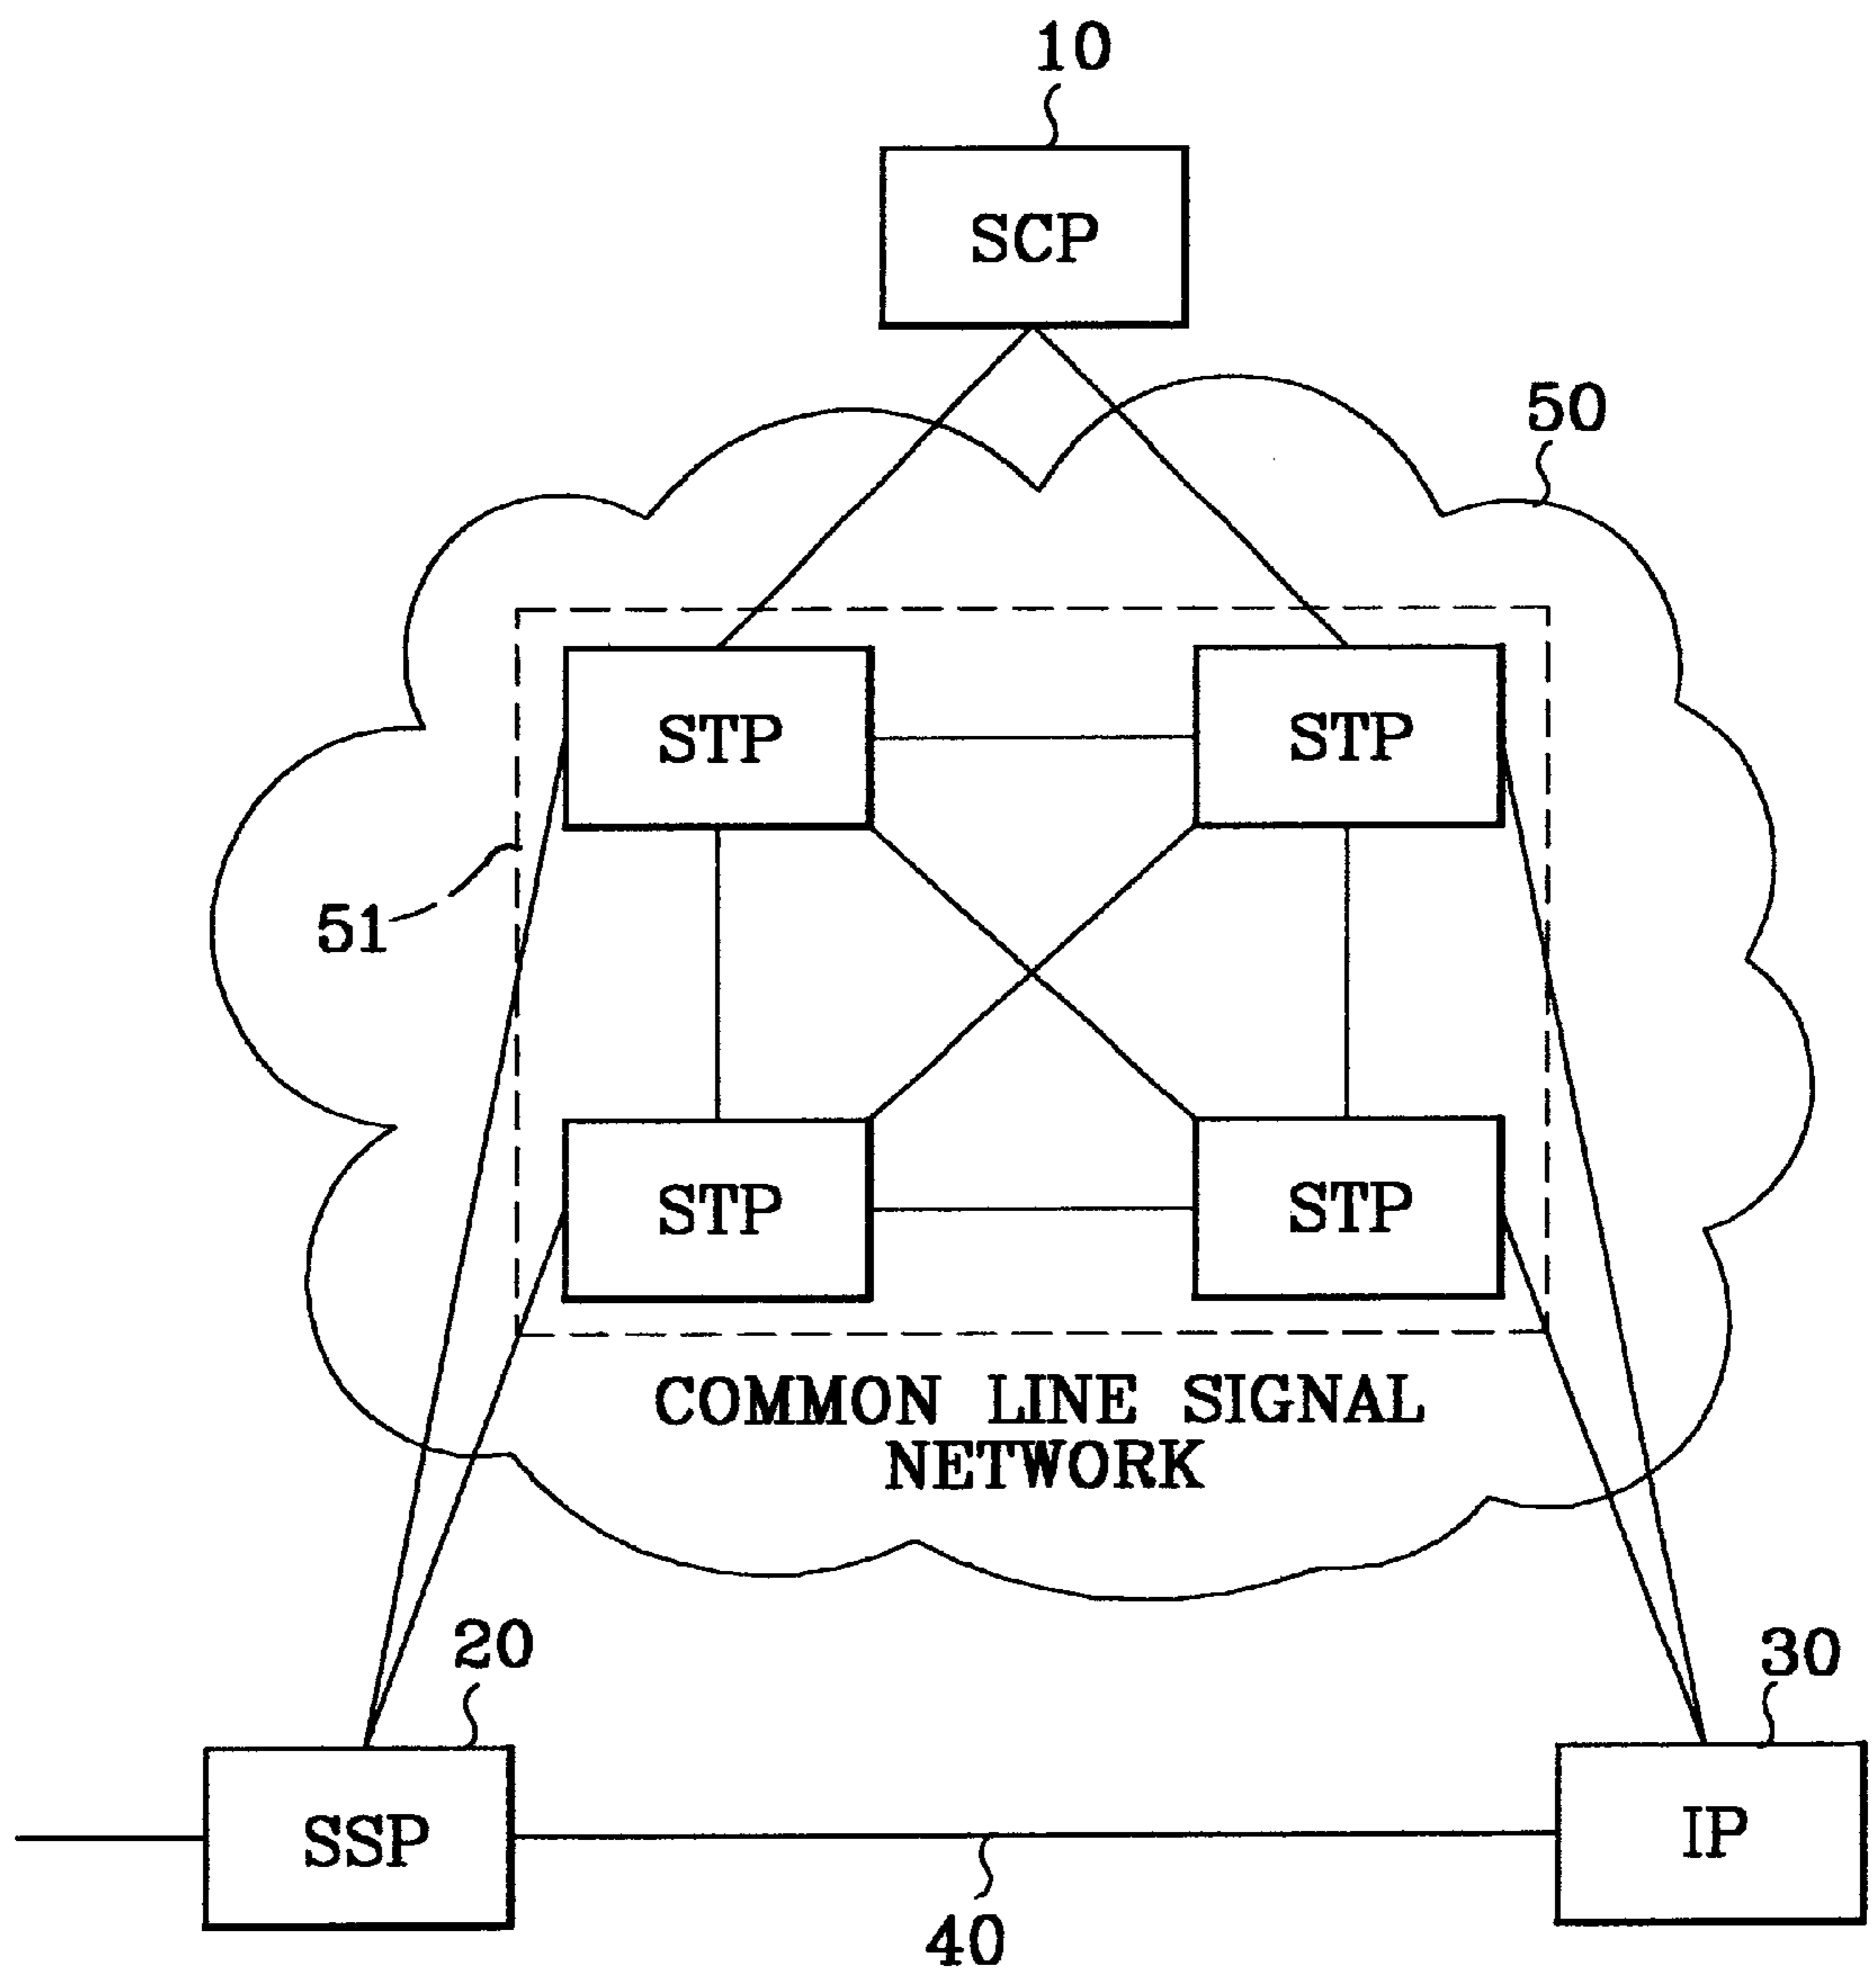 10
SCP
50
STP
STP
51
STP
STP
COMMON LINE SIGNAL
NETWORK
20
30
SSP
IP
40